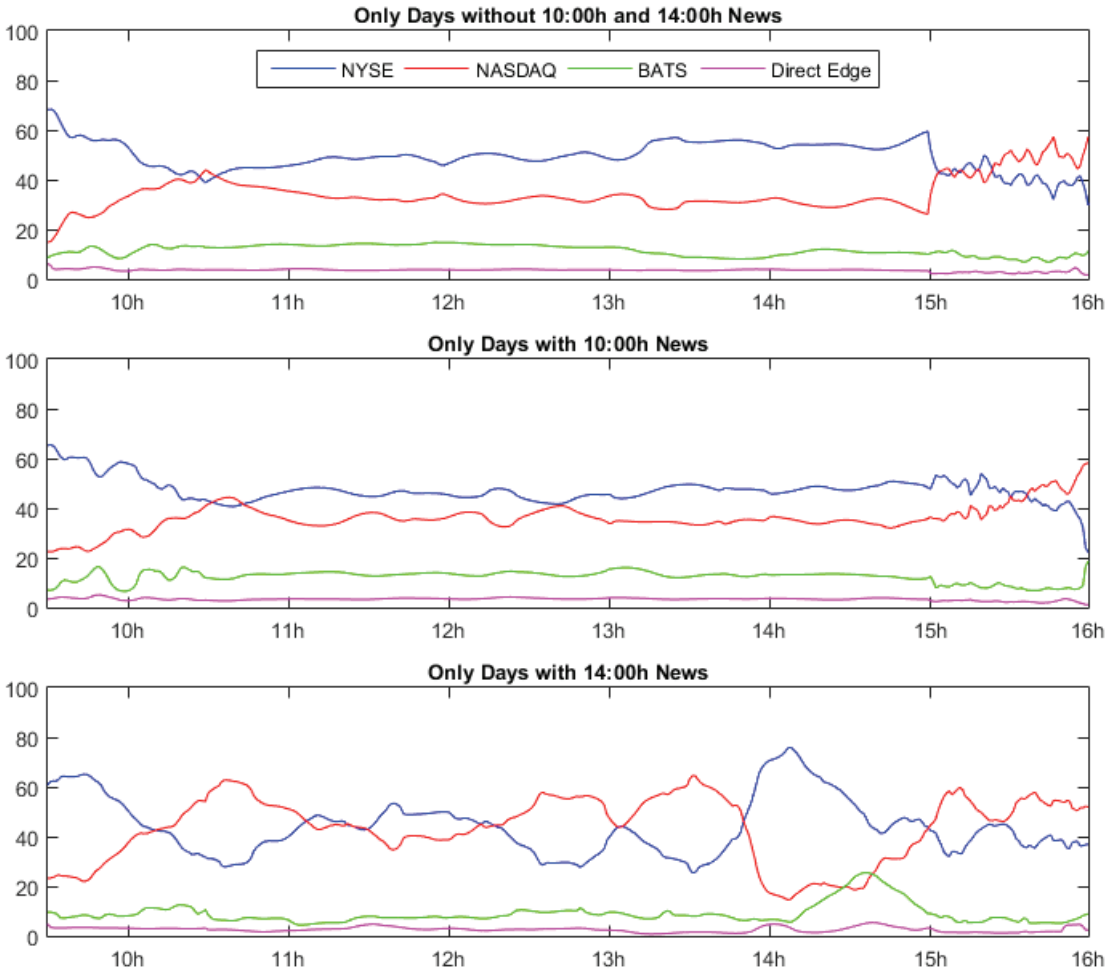 Only Days without 10:00h and 14:00h News
100
80
60
40
20
0
NYSE NASDAQ BATS Direct Edge
10h 11h 12h 13h 14h 15h 16h
Only Days with 10:00h News
100
80
60
40
20
0
10h 11h 12h 13h 14h 15h 16h
Only Days with 14:00h News
100
80
60
40
20
0
10h 11h 12h 13h 14h 15h 16h